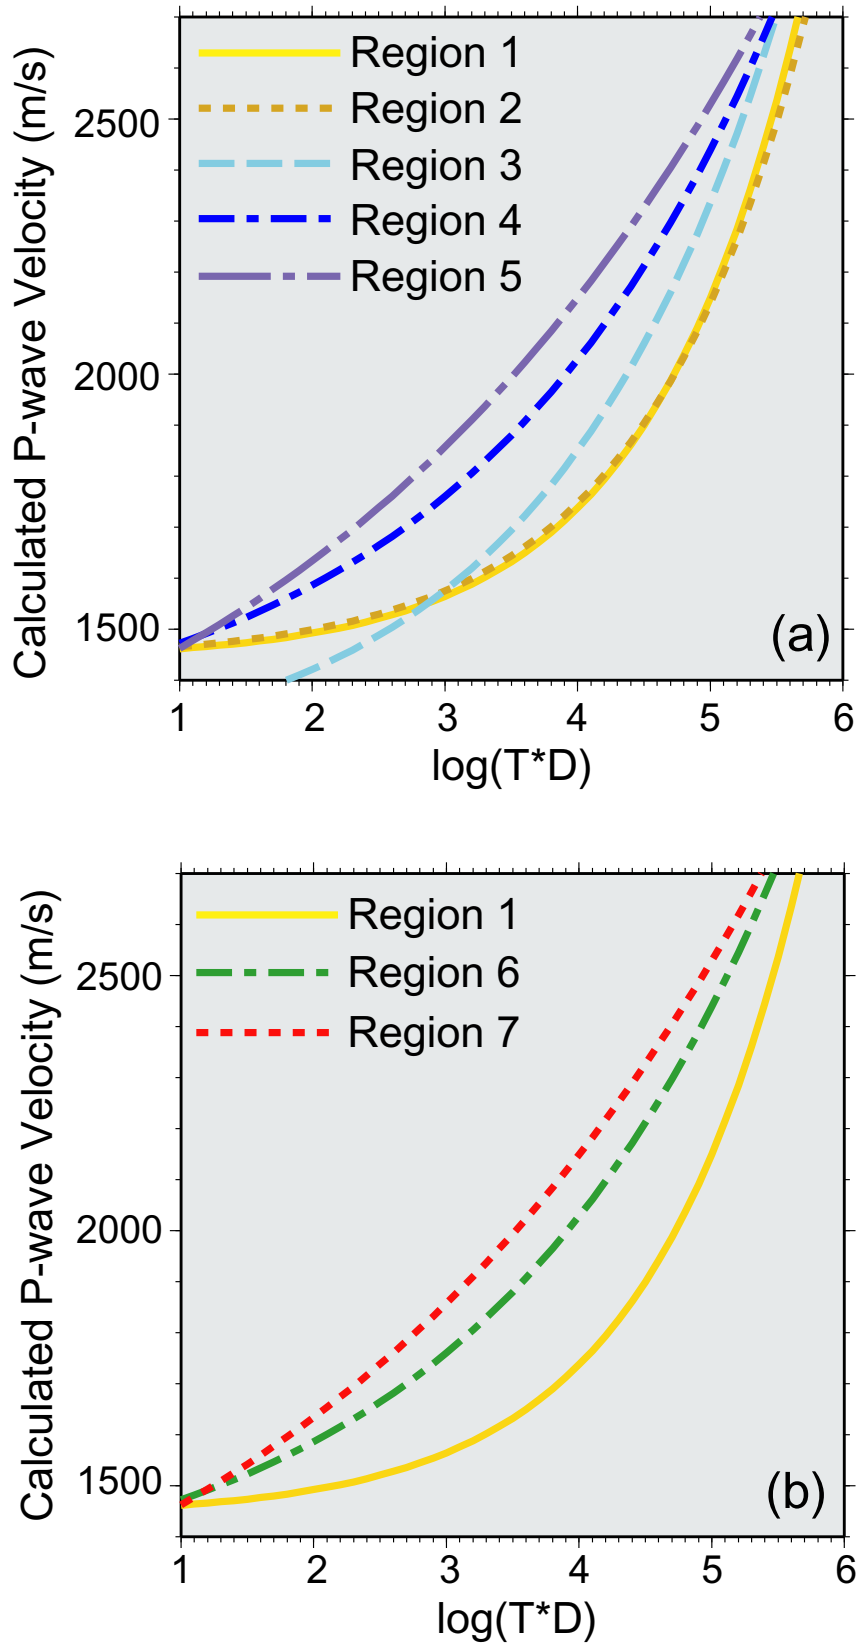 Calculated P-wave Velocity (m/s)
2500
2000
1500
Region 1
Region 2
Region 3
Region 4
Region 5
(a)
1 2 3 4 5 6
log(T*D)
Calculated P-wave Velocity (m/s)
2500
2000
1500
Region 1
Region 6
Region 7
(b)
1 2 3 4 5 6
log(T*D)